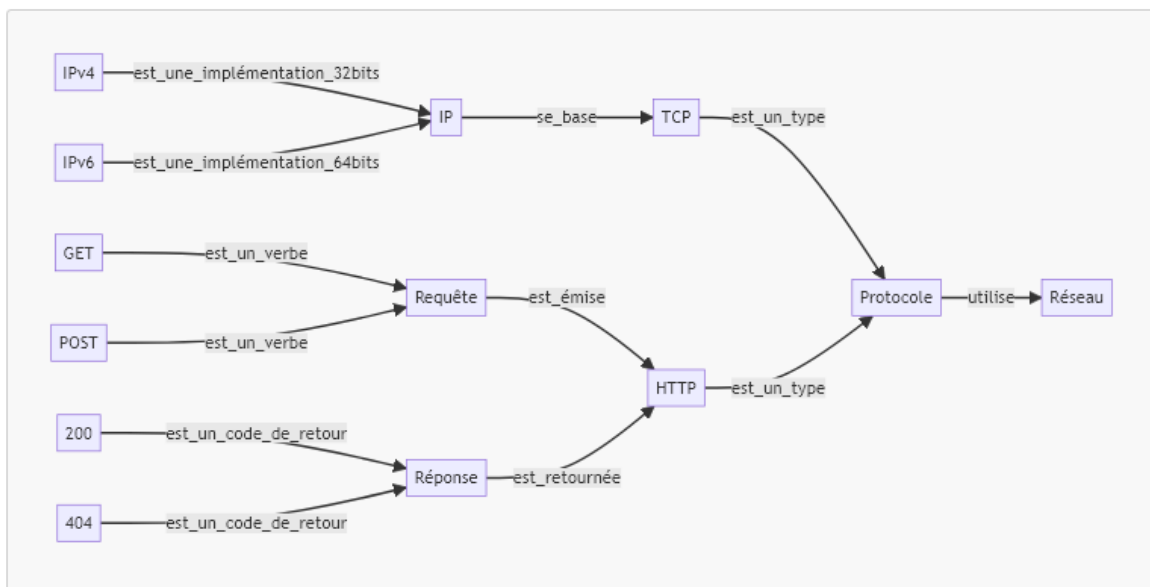 IPv4 est_une_implémentation_32bits
IP se_base TCP est_un_type
IPv6 est_une_implémentation_64bits
GET est_un_verbe
Requête est_émise
Protocole utilise Réseau
POST est_un_verbe
HTTP est_un_type
200 est_un_code_de_retour
Réponse est_retournée
404 est_un_code_de_retour